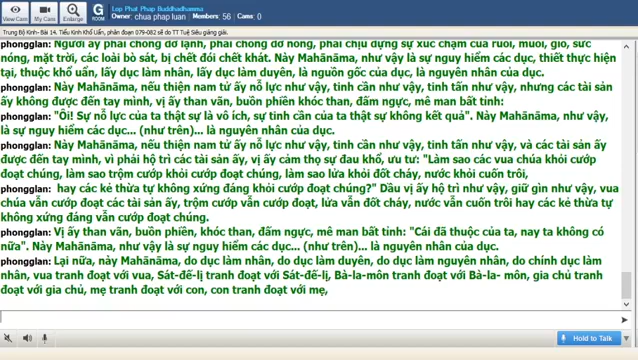 View Cam
My Cam
Enlarge
G
ROOM
Lop Phat Phap Buddhadhamma
Owner: chua phap luan  Members: 56  Cams: 0
Trung Bộ Kinh- Bài 14. Tiểu Kinh Khổ Uẩn, phân đoạn 079-082 sẽ do TT Tuệ Siêu giảng giải.
phongglan: Người ấy phải chống đỡ lạnh, phải chống đỡ nóng, phải chịu đựng sự xúc chạm của ruồi, muỗi, gió, sức
nóng, mặt trời, các loài bò sát, bị chết đói chết khát. Này Mahānāma, như vậy là sự nguy hiểm các dục, thiết thực hiện
tại, thuộc khổ uẩn, lấy dục làm nhân, lấy dục làm duyên, là nguồn gốc của dục, là nguyên nhân của dục.
phongglan: Này Mahānāma, nếu thiện nam tử ấy nỗ lực như vậy, tinh cần như vậy, tinh tấn như vậy, nhưng các tài sản
ấy không được đến tay mình, vị ấy than vãn, buồn phiền khóc than, đấm ngực, mê man bất tỉnh:
phongglan: "Ôi! Sự nỗ lực của ta thật sự là vô ích, sự tinh cần của ta thật sự không kết quả". Này Mahānāma, như vậy,
là sự nguy hiểm các dục... (như trên)... là nguyên nhân của dục.
phongglan: Này Mahānāma, nếu thiện nam tử ấy nỗ lực như vậy, tinh cần như vậy, tinh tấn như vậy, và các tài sản ấy
được đến tay mình, vì phải hộ trì các tài sản ấy, vị ấy cảm thọ sự đau khổ, ưu tư: "Làm sao các vua chúa khỏi cướp
đoạt chúng, làm sao trộm cướp khỏi cướp đoạt chúng, làm sao lửa khỏi đốt cháy, nước khỏi cuốn trôi,
phongglan: hay các kẻ thừa tự không xứng đáng khỏi cướp đoạt chúng?" Dầu vị ấy hộ trì như vậy, giữ gìn như vậy, vua
chúa vẫn cướp đoạt các tài sản ấy, trộm cướp vẫn cướp đoạt, lửa vẫn đốt cháy, nước vẫn cuốn trôi hay các kẻ thừa tự
không xứng đáng vẫn cướp đoạt chúng.
phongglan: Vị ấy than vãn, buồn phiền, khóc than, đấm ngực, mê man bất tỉnh: "Cái đã thuộc của ta, nay ta không có
nữa". Này Mahānāma, như vậy là sự nguy hiểm các dục... (như trên)... là nguyên nhân của dục.
phongglan: Lại nữa, này Mahānāma, do dục làm nhân, do dục làm duyên, do dục làm nguyên nhân, do chính dục làm
nhân, vua tranh đoạt với vua, Sát-đế-lị tranh đoạt với Sát-đế-lị, Bà-la-môn tranh đoạt với Bà-la- môn, gia chủ tranh
đoạt với gia chủ, mẹ tranh đoạt với con, con tranh đoạt với mẹ,
Hold to Talk